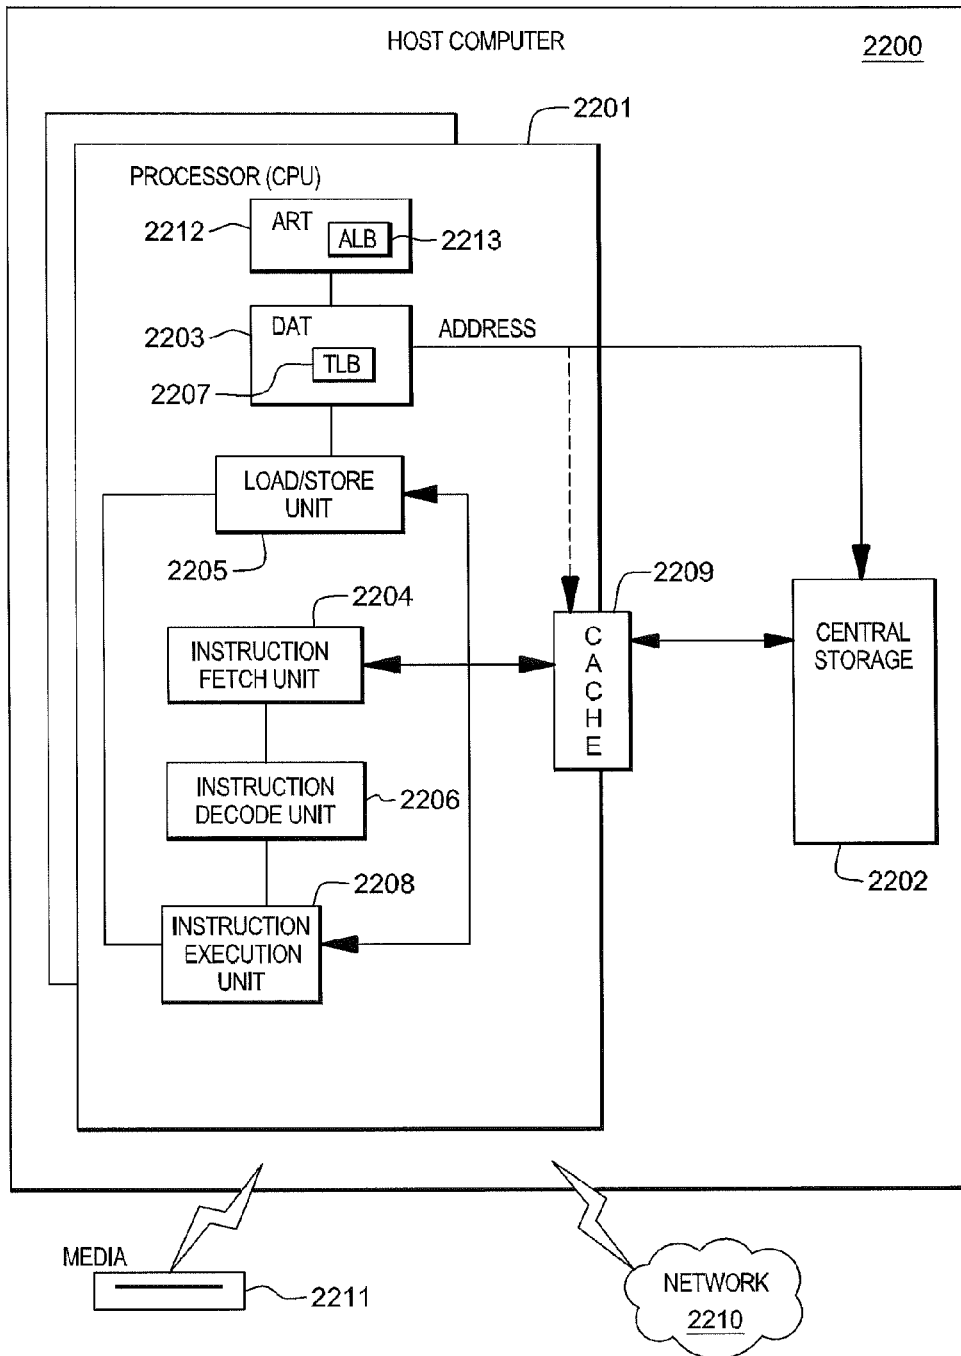 HOST COMPUTER
2200
2201
PROCESSOR (CPU)
2212
ART
ALB
2213
2203
DAT
ADDRESS
2207
TLB
LOAD/STORE
UNIT
2205
2204
2209
INSTRUCTION
FETCH UNIT
CACHE
CENTRAL
STORAGE
INSTRUCTION
DECODE UNIT
2206
2202
2208
INSTRUCTION
EXECUTION
UNIT
MEDIA
2211
NETWORK
2210